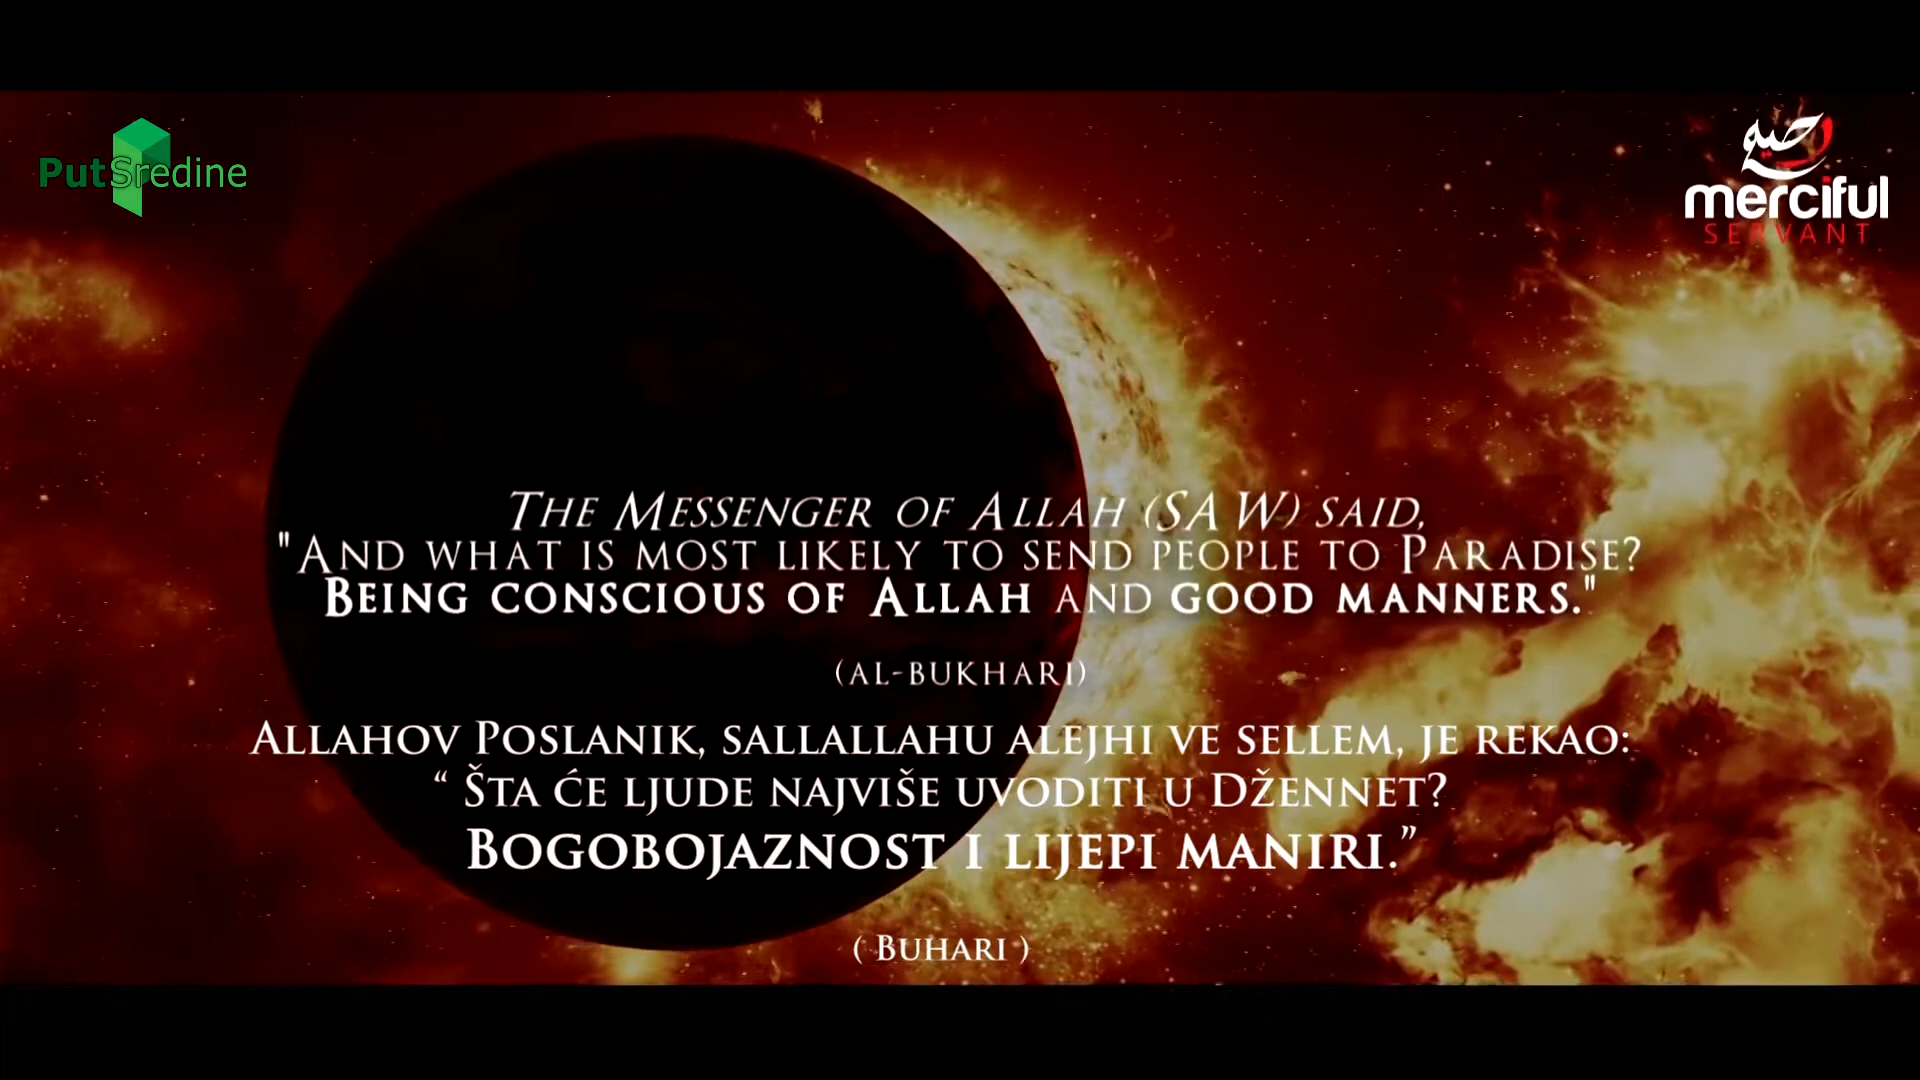 PutSredine
رحيم
merciful
SERVANT
THE MESSENGER OF ALLAH (SAW) SAID,
"AND WHAT IS MOST LIKELY TO SEND PEOPLE TO PARADISE?
BEING CONSCIOUS OF ALLAH AND GOOD MANNERS."
(AL-BUKHARI)
ALLAHOV POSLANIK, SALLALLAHU ALEJHI VE SELLEM, JE REKAO:
“ ŠTA ĆE LJUDE NAJVIŠE UVODITI U DŽENNET?
BOGOBOJAZNOST I LIJEPI MANIRI.”
( BUHARI )